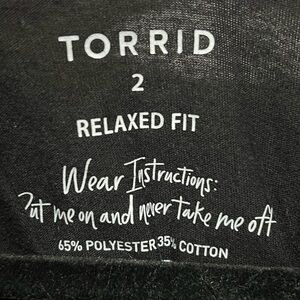 TORRID
2
RELAXED FIT
Wear Instructions:
Put me on and never take me off
65% POLYESTER 35% COTTON